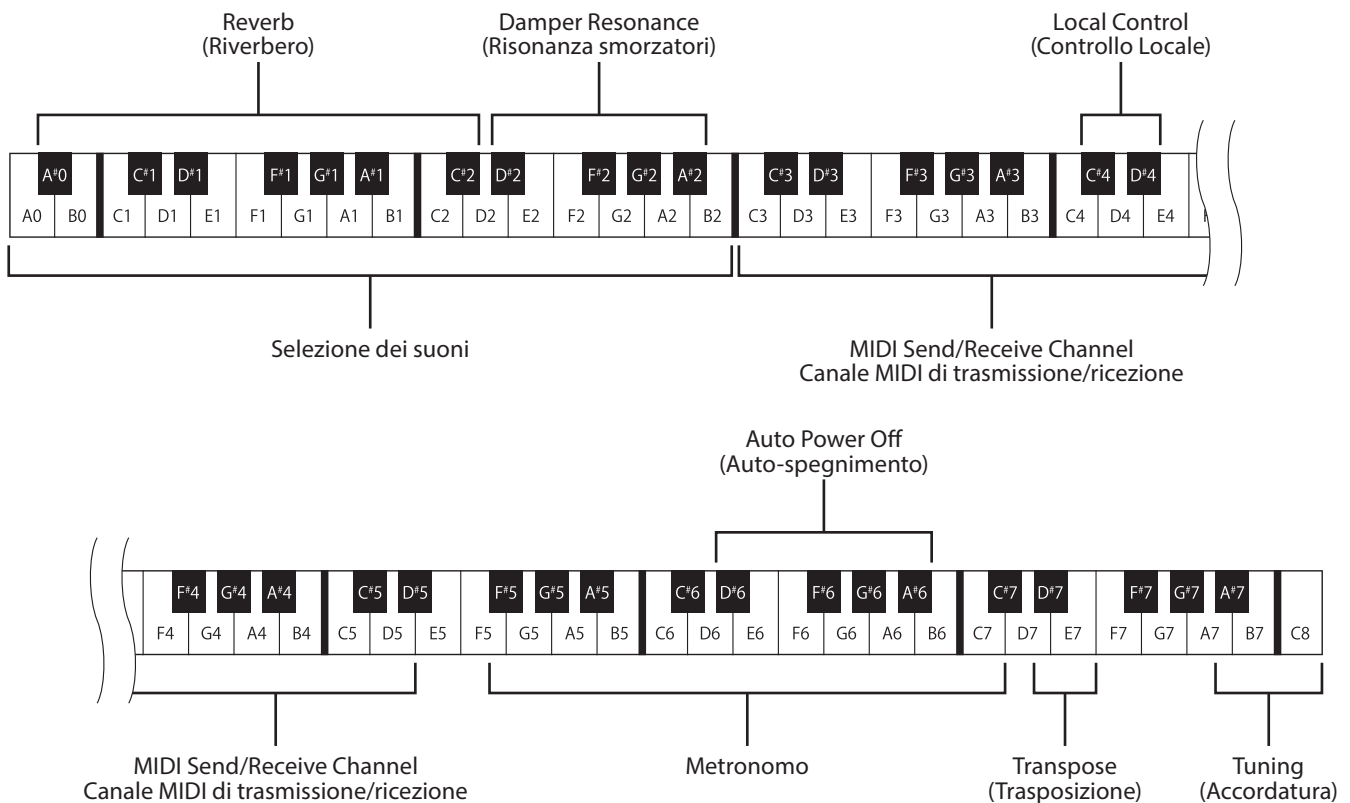 Reverb
(Riverbero)
Damper Resonance
(Risonanza smorzatori)
Local Control
(Controllo Locale)
A#0 C#1 D#1 F#1 G#1 A#1 C#2 D#2 F#2 G#2 A#2 C#3 D#3 F#3 G#3 A#3 C#4 D#4
A0 B0 C1 D1 E1 F1 G1 A1 B1 C2 D2 E2 F2 G2 A2 B2 C3 D3 E3 F3 G3 A3 B3 C4 D4 E4
Selezione dei suoni
MIDI Send/Receive Channel
Canale MIDI di trasmissione/ricezione
Auto Power Off
(Auto-spegnimento)
F#4 G#4 A#4 C#5 D#5 F#5 G#5 A#5 C#6 D#6 F#6 G#6 A#6 C#7 D#7 F#7 G#7 A#7
F4 G4 A4 B4 C5 D5 E5 F5 G5 A5 B5 C6 D6 E6 F6 G6 A6 B6 C7 D7 E7 F7 G7 A7 B7 C8
MIDI Send/Receive Channel
Canale MIDI di trasmissione/ricezione
Metronomo
Transpose
(Trasposizione)
Tuning
(Accordatura)